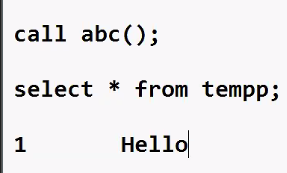 call abc();
select * from tempp;
1 Hello